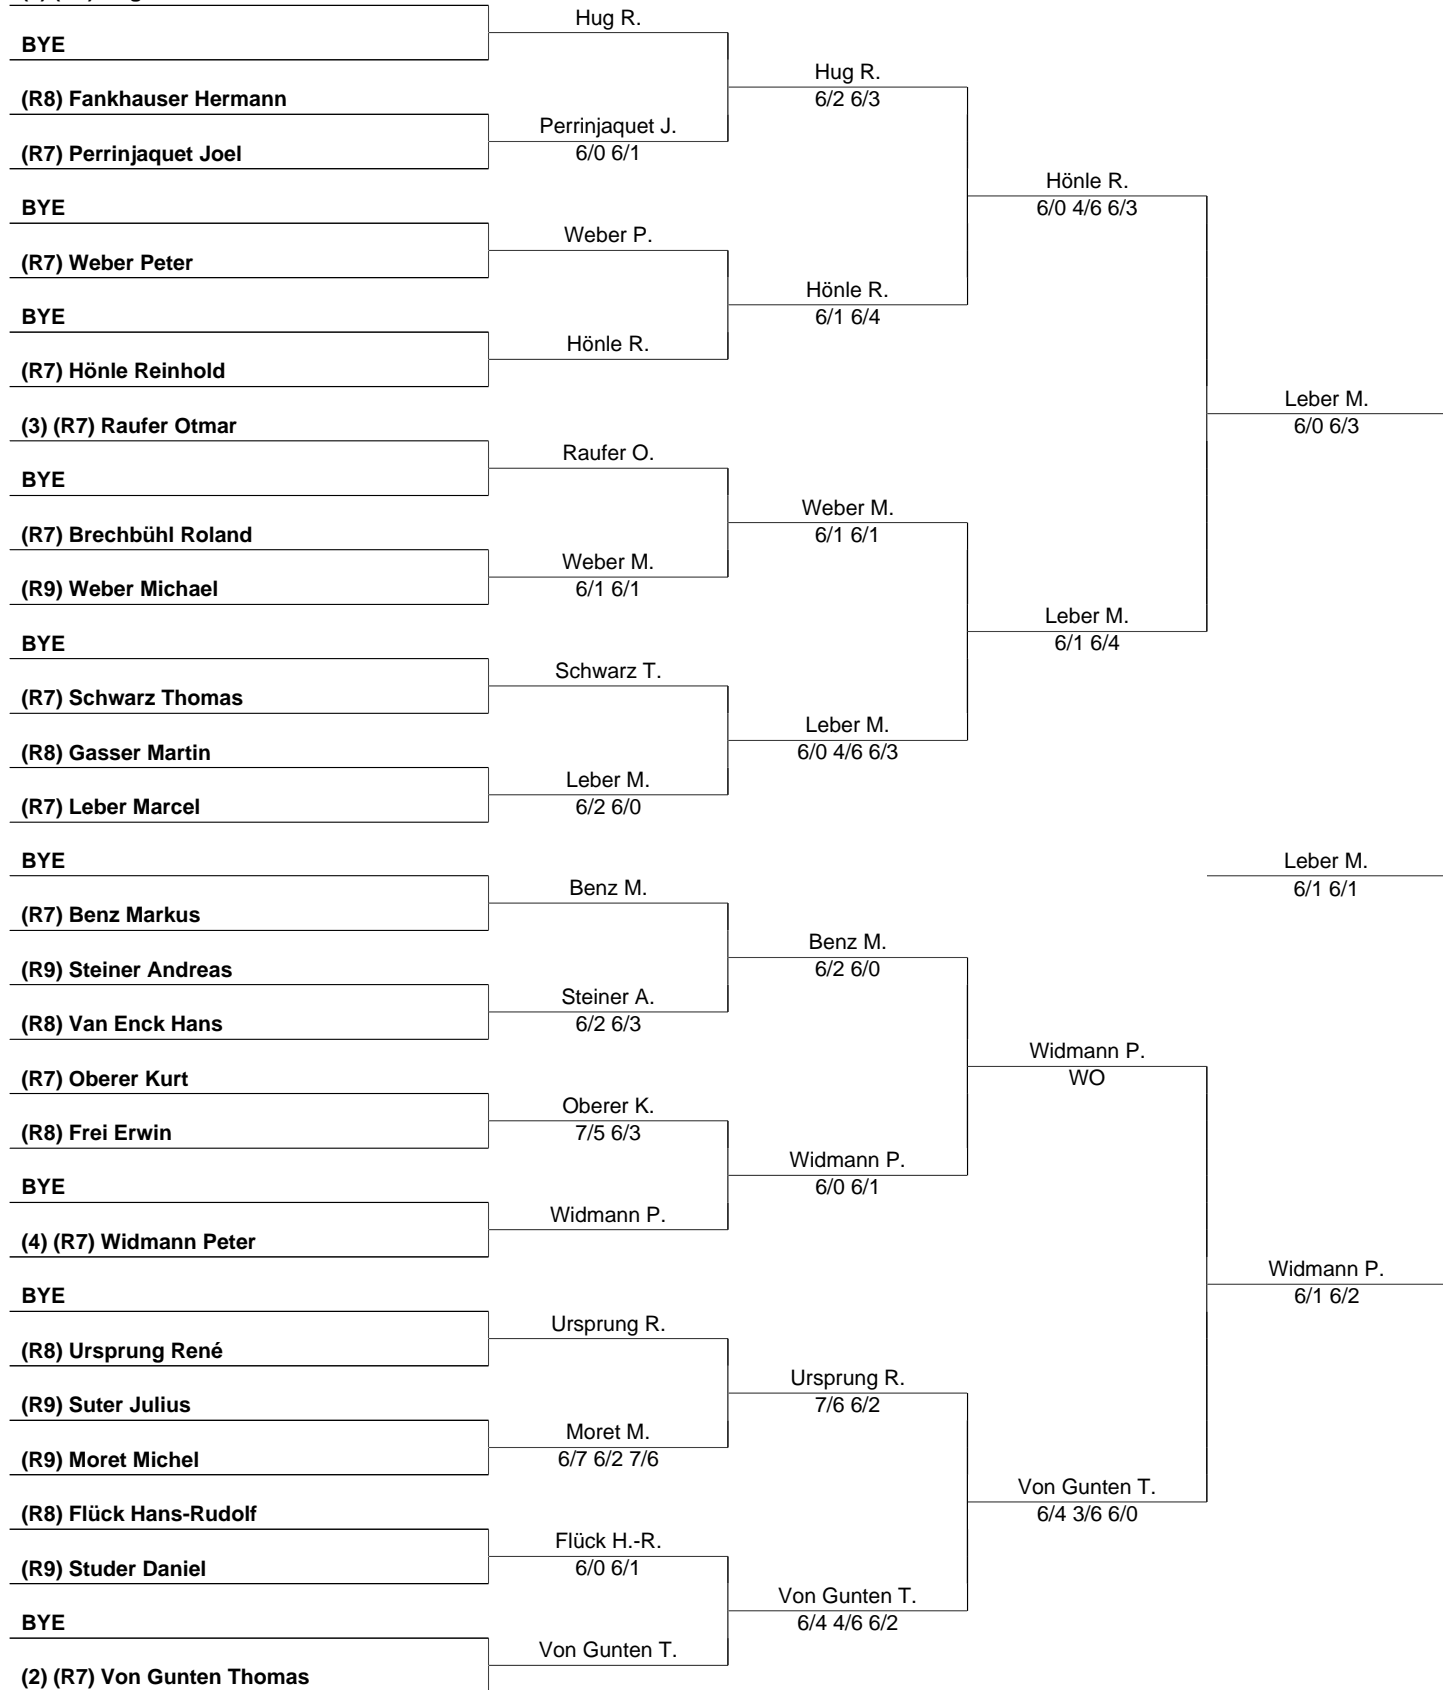 BYE
(R8) Fankhauser Hermann
(R7) Perrinjaquet Joel
BYE
(R7) Weber Peter
BYE
(R7) Hönle Reinhold
(3) (R7) Raufer Otmar
BYE
(R7) Brechbühl Roland
(R9) Weber Michael
BYE
(R7) Schwarz Thomas
(R8) Gasser Martin
(R7) Leber Marcel
BYE
(R7) Benz Markus
(R9) Steiner Andreas
(R8) Van Enck Hans
(R7) Oberer Kurt
(R8) Frei Erwin
BYE
(4) (R7) Widmann Peter
BYE
(R8) Ursprung René
(R9) Suter Julius
(R9) Moret Michel
(R8) Flück Hans-Rudolf
(R9) Studer Daniel
BYE
(2) (R7) Von Gunten Thomas
Hug R.
Perrinjaquet J.
6/0 6/1
Weber P.
Hönle R.
Raufer O.
Weber M.
6/1 6/1
Schwarz T.
Leber M.
6/2 6/0
Benz M.
Steiner A.
6/2 6/3
Oberer K.
7/5 6/3
Widmann P.
Ursprung R.
Moret M.
6/7 6/2 7/6
Flück H.-R.
6/0 6/1
Von Gunten T.
Hug R.
6/2 6/3
Hönle R.
6/1 6/4
Weber M.
6/1 6/1
Leber M.
6/0 4/6 6/3
Benz M.
6/2 6/0
Widmann P.
6/0 6/1
Ursprung R.
7/6 6/2
Von Gunten T.
6/4 4/6 6/2
Hönle R.
6/0 4/6 6/3
Leber M.
6/1 6/4
Widmann P.
WO
Von Gunten T.
6/4 3/6 6/0
Leber M.
6/0 6/3
Leber M.
6/1 6/1
Widmann P.
6/1 6/2